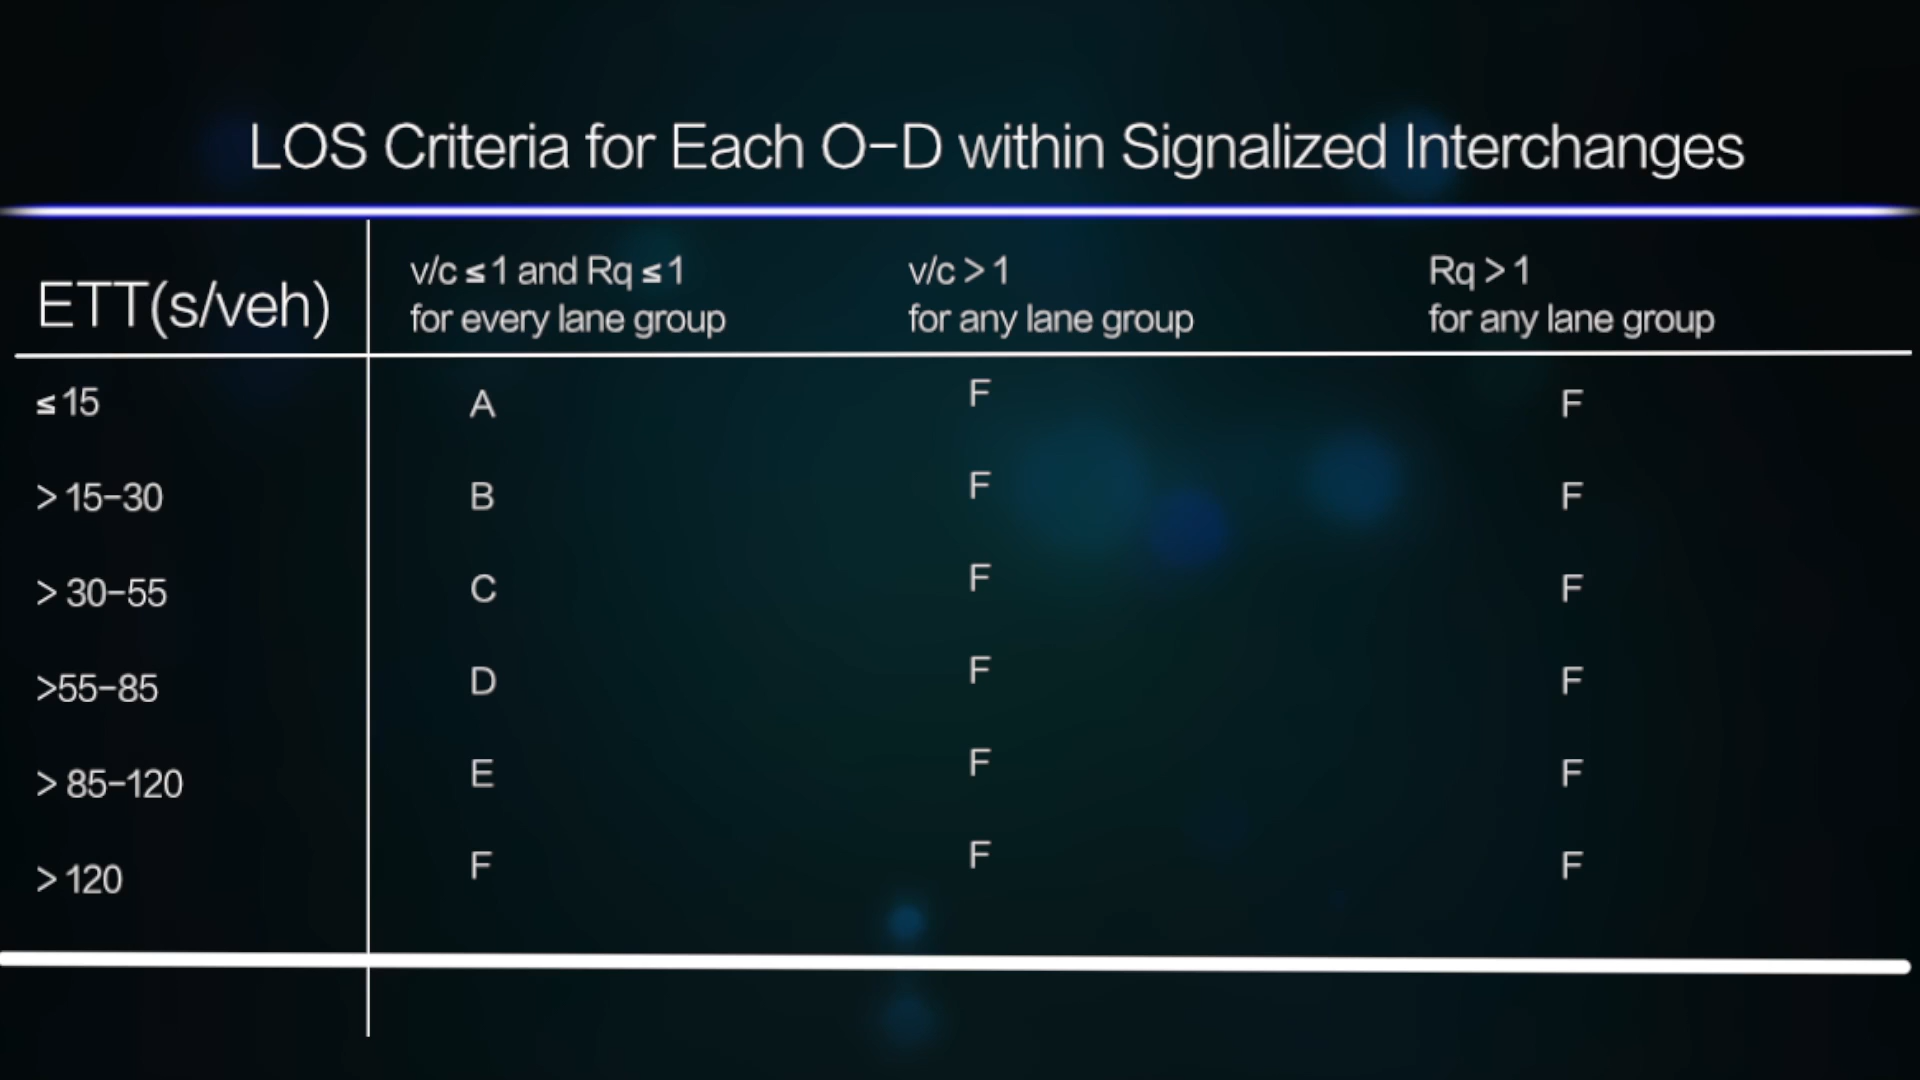 LOS Criteria for Each O-D within Signalized Interchanges
ETT(s/veh)
v/c ≤ 1 and Rq ≤ 1
for every lane group
v/c > 1
for any lane group
Rq > 1
for any lane group
≤ 15 A F F
> 15-30 B F F
> 30-55 C F F
>55-85 D F F
> 85-120 E F F
> 120 F F F